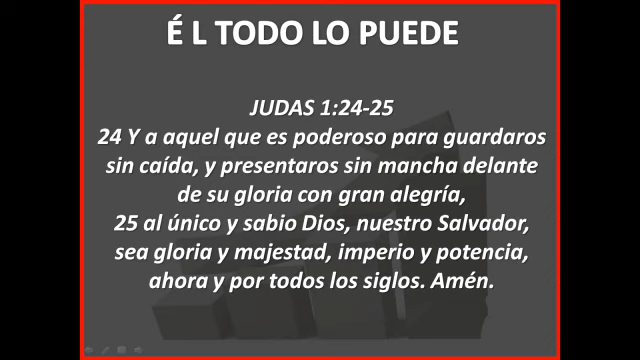 É L TODO LO PUEDE
JUDAS 1:24-25
24 Y a aquel que es poderoso para guardaros
sin caída, y presentaros sin mancha delante
de su gloria con gran alegría,
25 al único y sabio Dios, nuestro Salvador,
sea gloria y majestad, imperio y potencia,
ahora y por todos los siglos. Amén.